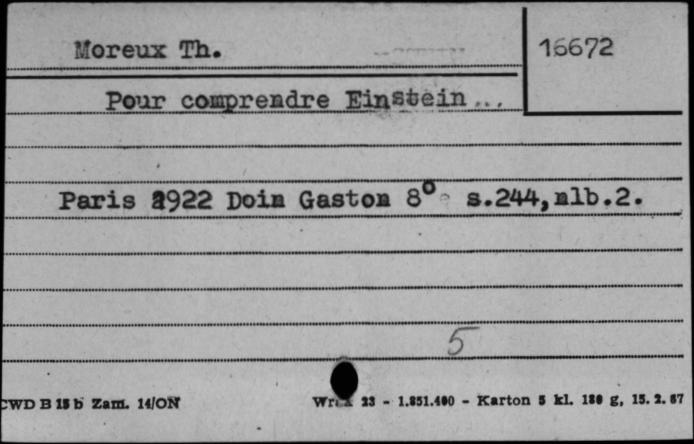 Moreux Th. 16672
Pour comprendre Einstein...
Paris 1922 Doin Gaston 8° s.244,nlb.2.
5
CWD B 15 b Zam. 14/ON 23 - 1.851.400 - Karton 5 kl. 180 g, 15.2.67